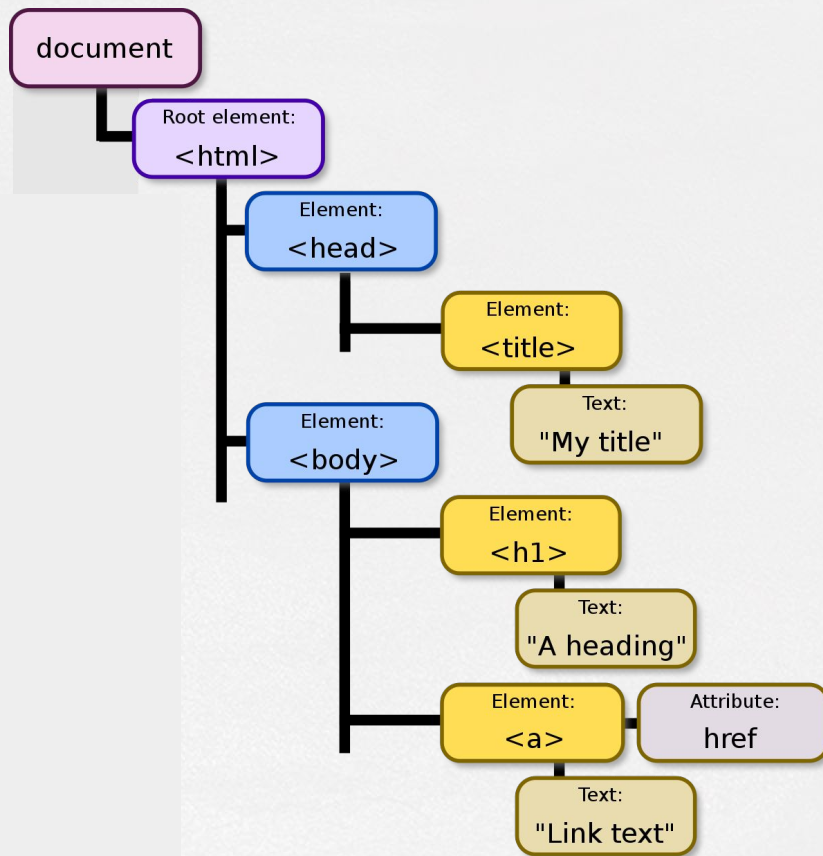 document
Root element:
<html>
Element:
<head>
Element:
<title>
Text:
"My title"
Element:
<body>
Element:
<h1>
Text:
"A heading"
Element:
<a>
Attribute:
href
Text:
"Link text"